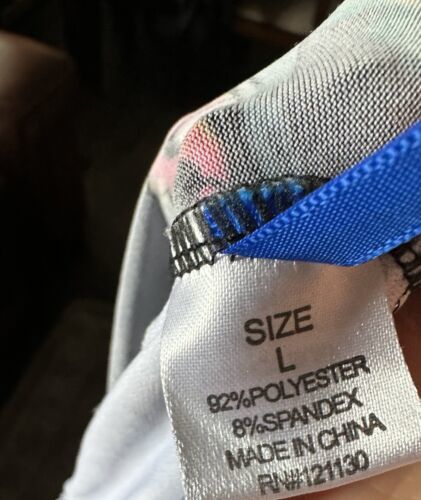 SIZE
L
92%POLYESTER
8%SPANDEX
MADE IN CHINA
RN#121130